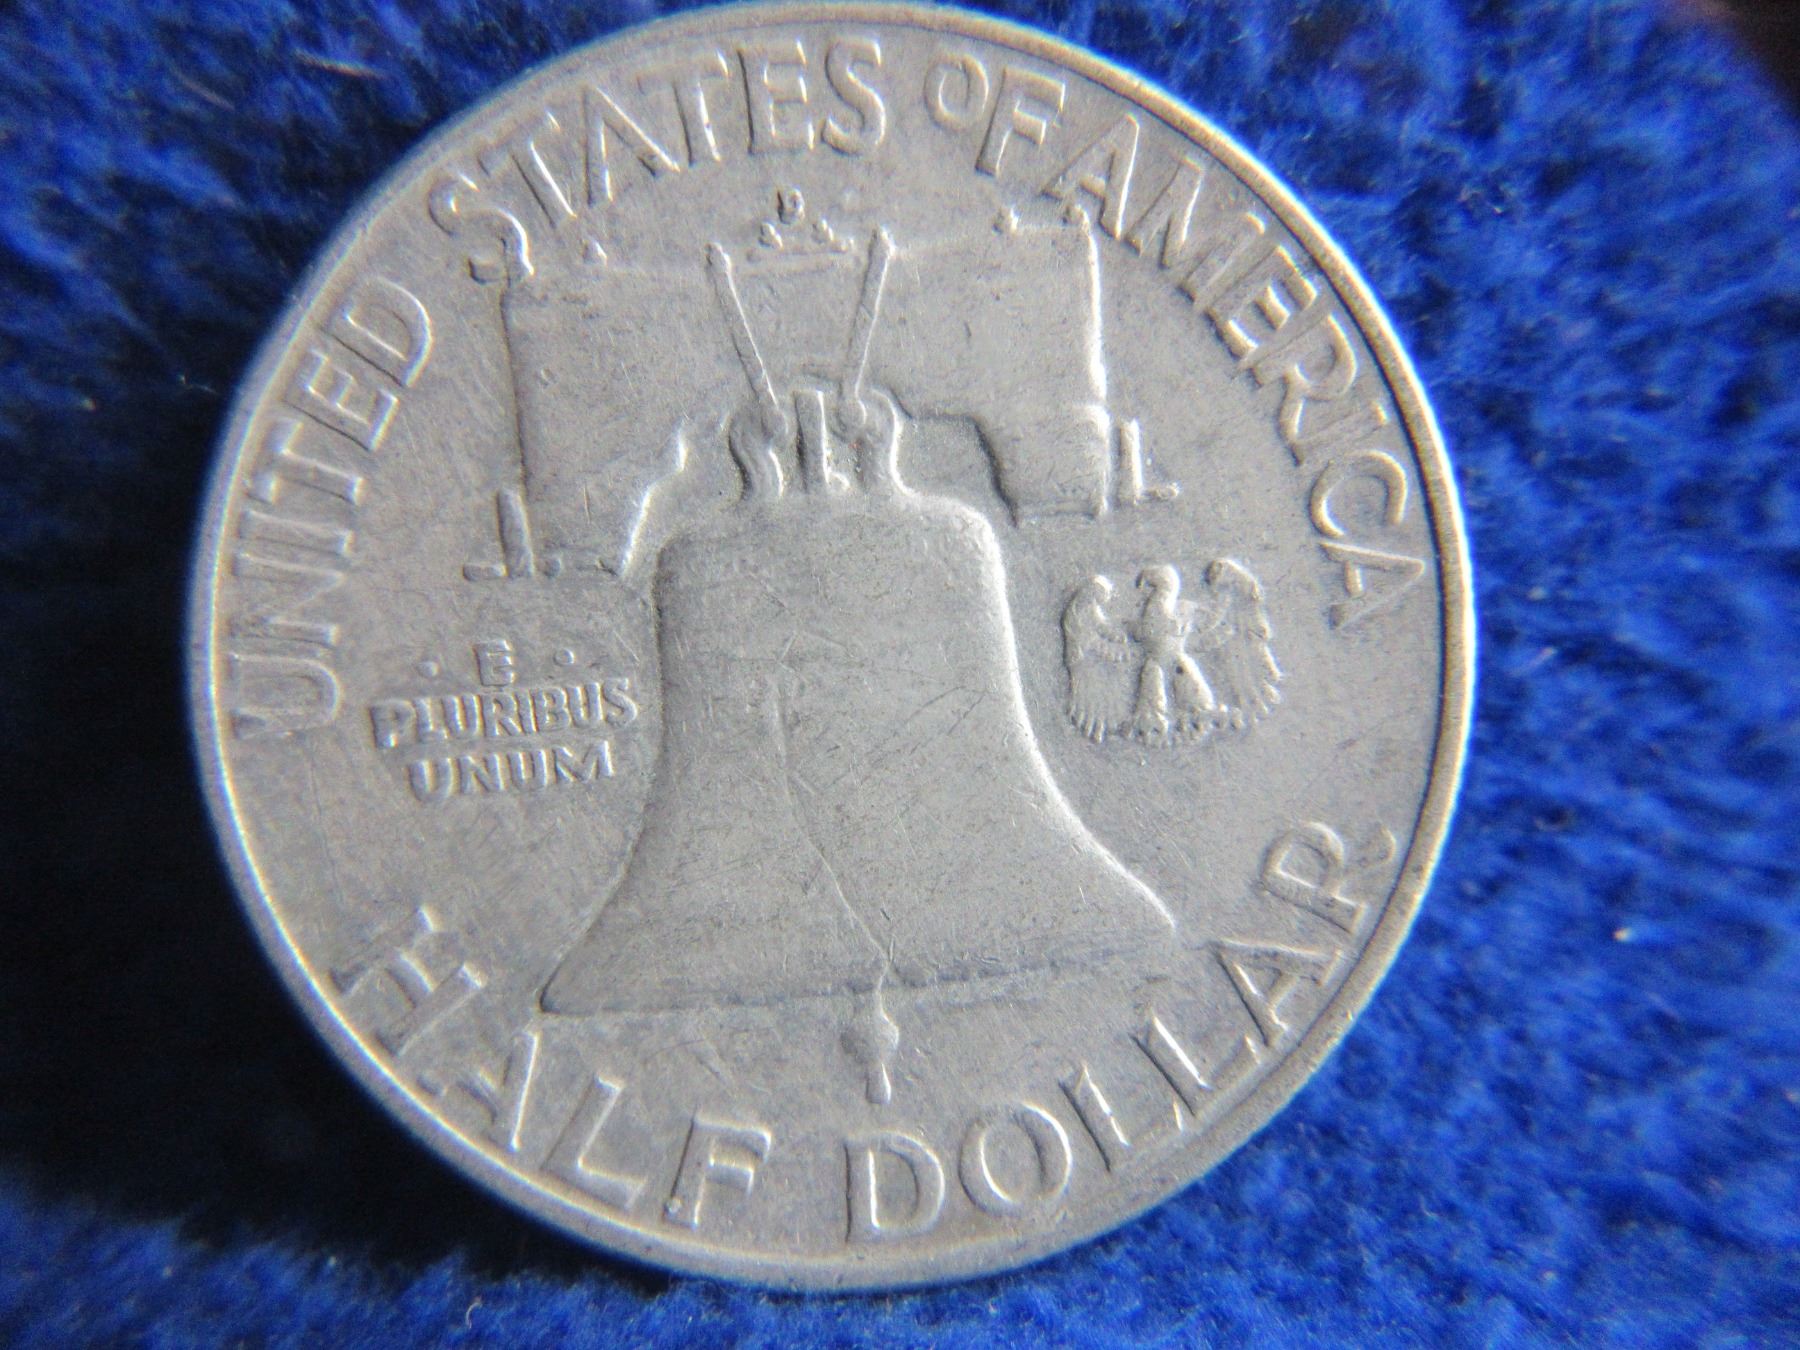 UNITED STATES OF AMERICA
D
· E ·
PLURIBUS
UNUM
HALF DOLLAR